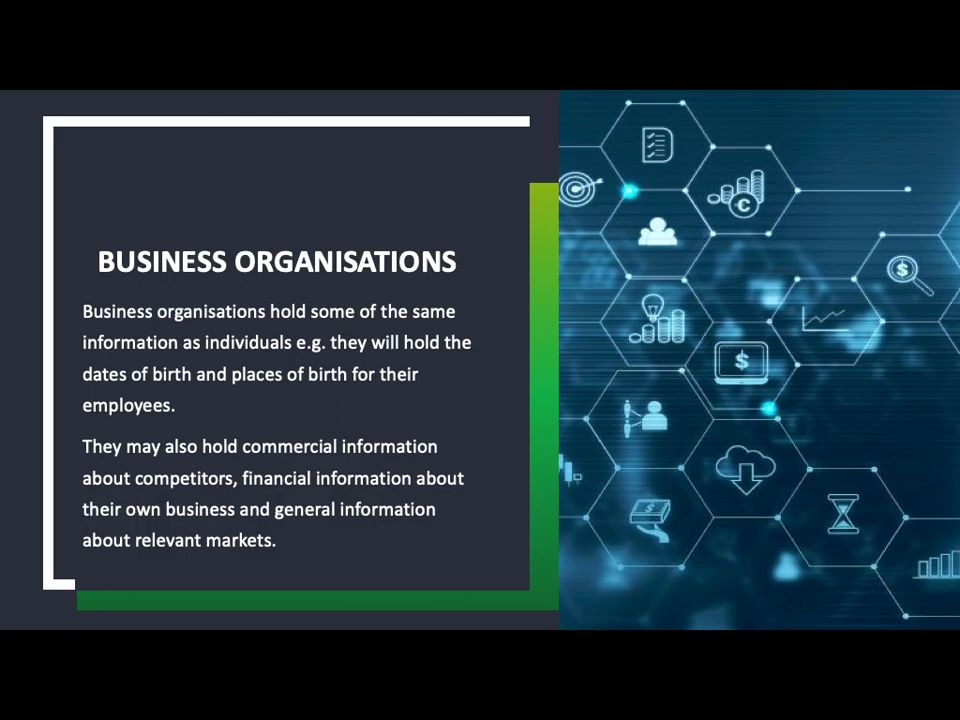 BUSINESS ORGANISATIONS
Business organisations hold some of the same
information as individuals e.g. they will hold the
dates of birth and places of birth for their
employees.
They may also hold commercial information
about competitors, financial information about
their own business and general information
about relevant markets.